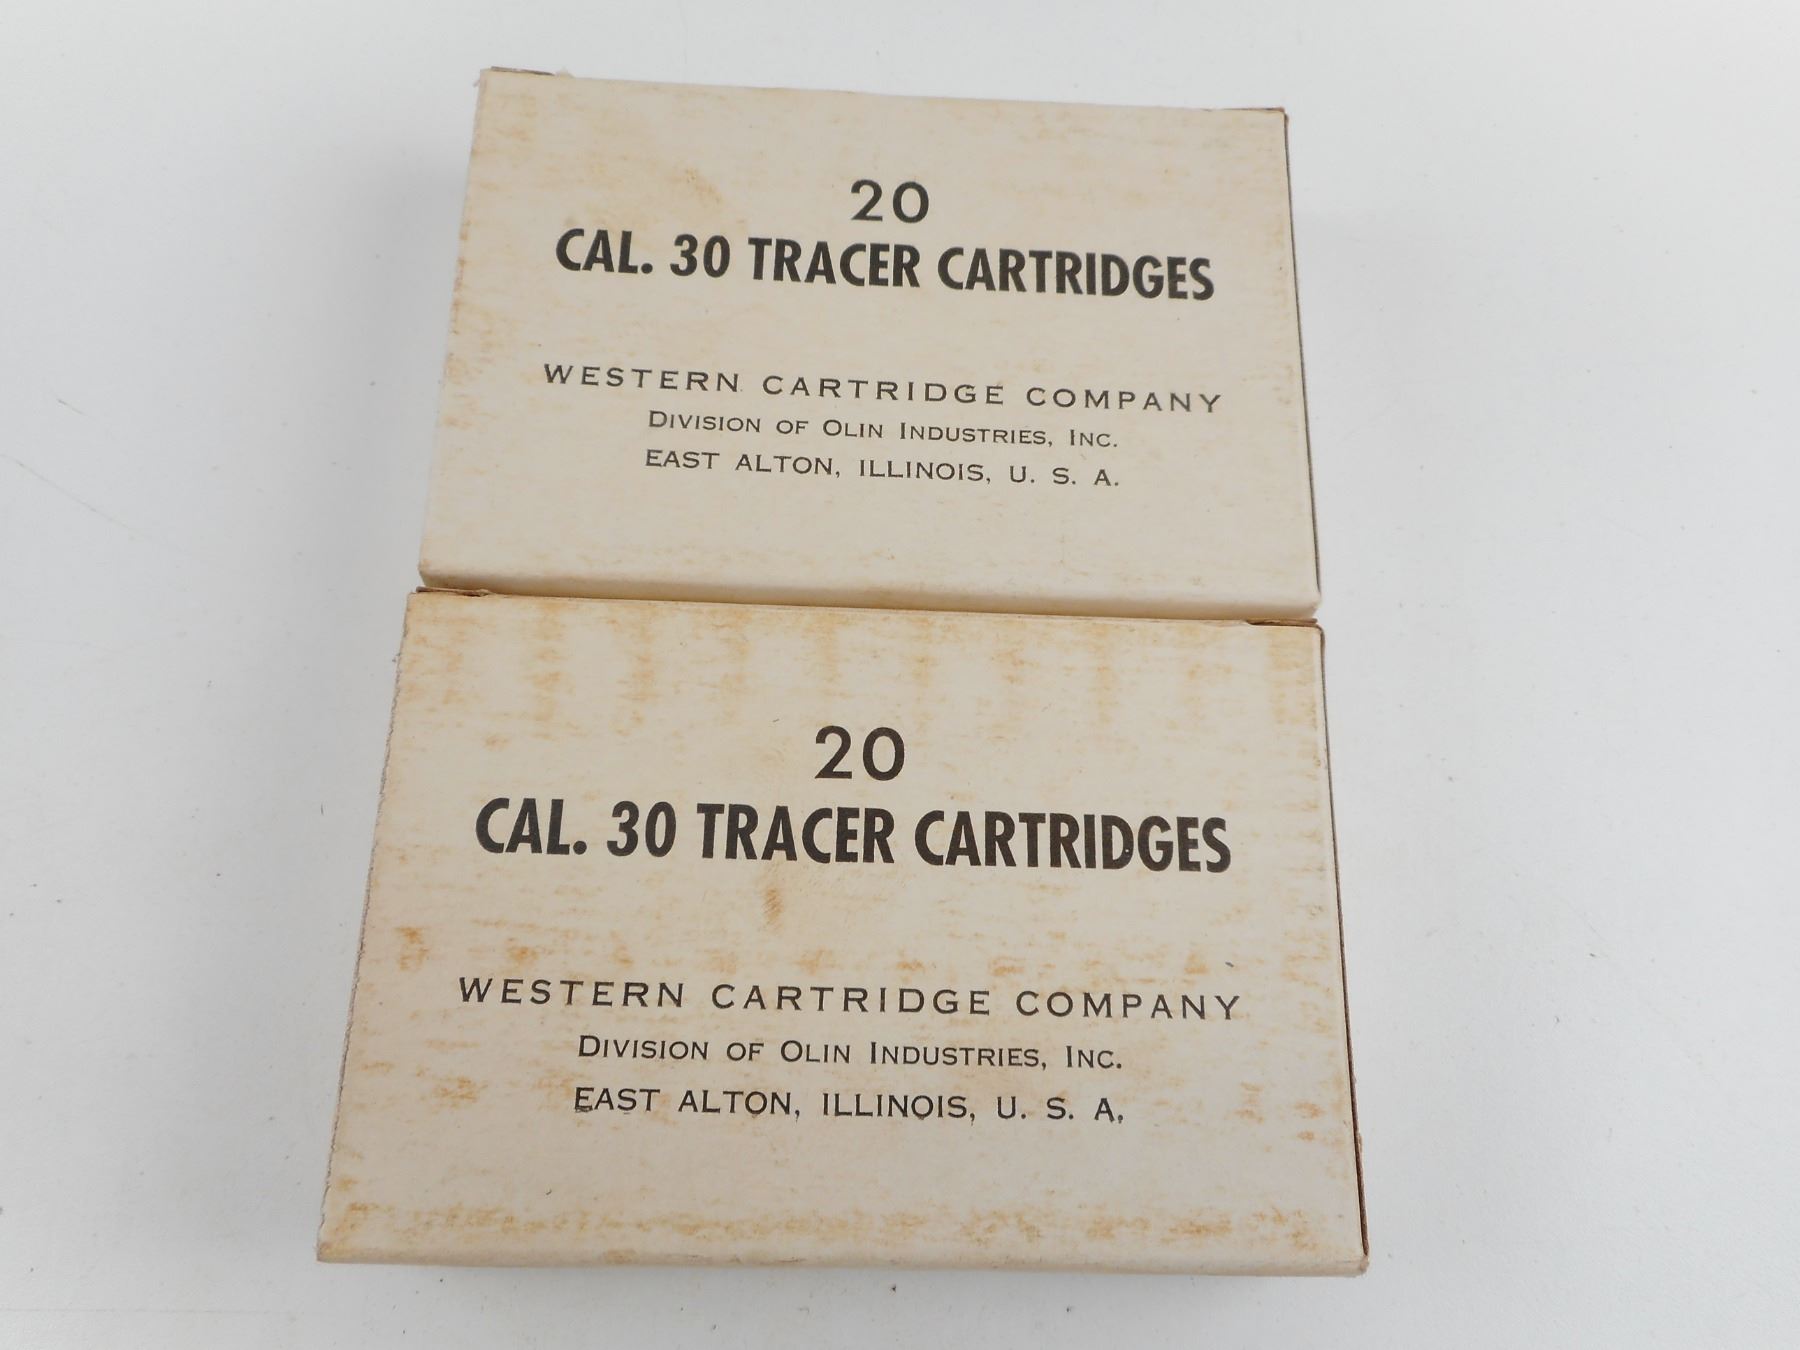 20
CAL. 30 TRACER CARTRIDGES
WESTERN CARTRIDGE COMPANY
DIVISION OF OLIN INDUSTRIES, INC.
EAST ALTON, ILLINOIS, U. S. A.
20
CAL. 30 TRACER CARTRIDGES
WESTERN CARTRIDGE COMPANY
DIVISION OF OLIN INDUSTRIES, INC.
EAST ALTON, ILLINOIS, U. S. A.